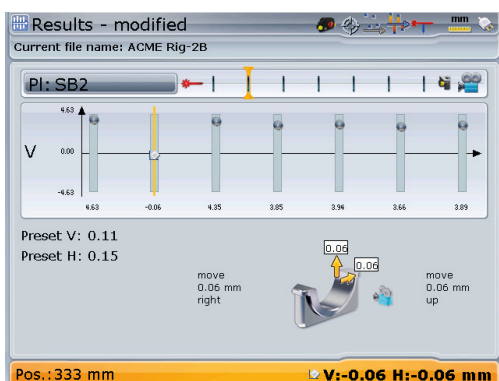 Results - modified
mm
Current file name: ACME Rig-2B
Pl: SB2
4.63
V 0.00
-4.63
4.63 -0.06 4.35 3.85 3.94 3.66 3.89
Preset V: 0.11
Preset H: 0.15
0.06
0.06
move
0.06 mm
right
move
0.06 mm
up
Pos.:333 mm V:-0.06 H:-0.06 mm